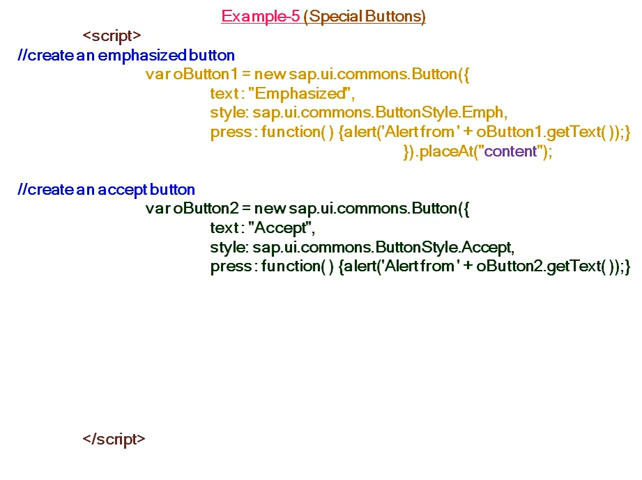 Example-5 (Special Buttons)
<script>
//create an emphasized button
var oButton1 = new sap.ui.commons.Button({
text : "Emphasized",
style: sap.ui.commons.ButtonStyle.Emph,
press : function( ) {alert('Alert from ' + oButton1.getText( ));}
}).placeAt("content");
//create an accept button
var oButton2 = new sap.ui.commons.Button({
text : "Accept",
style: sap.ui.commons.ButtonStyle.Accept,
press : function( ) {alert('Alert from ' + oButton2.getText( ));}
</script>